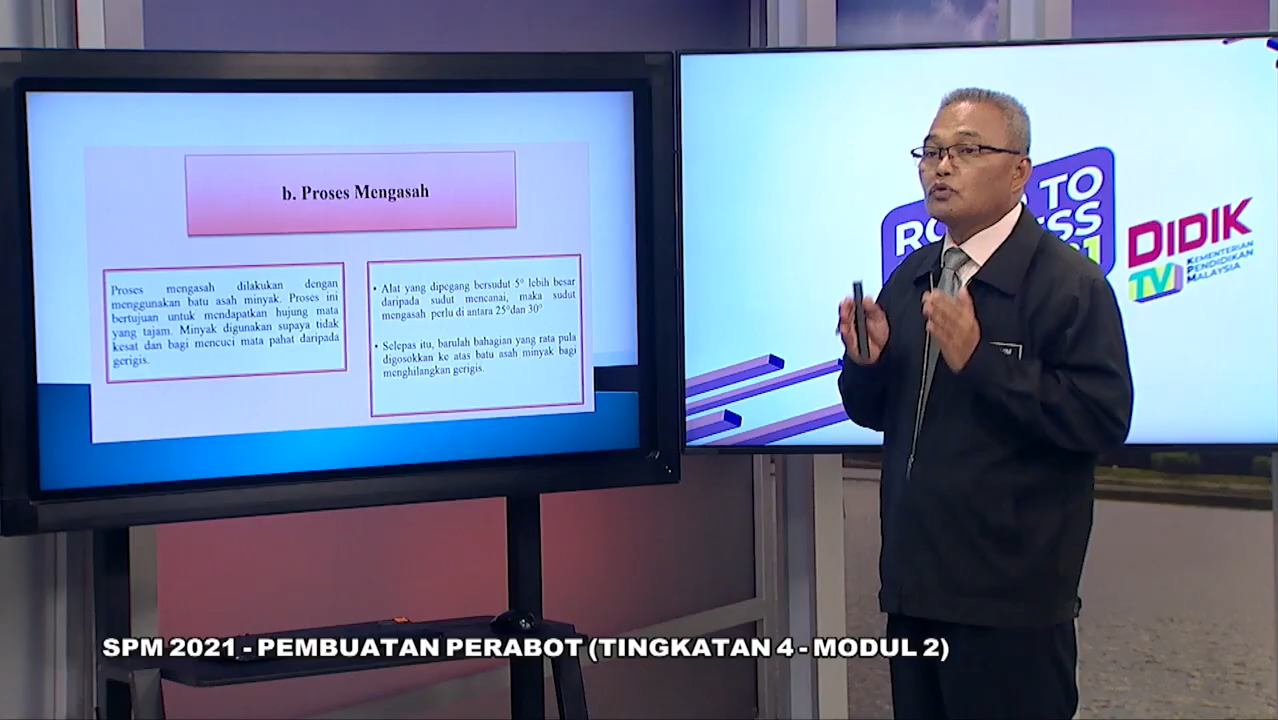 b. Proses Mengasah
Proses mengasah dilakukan dengan
menggunakan batu asah minyak. Proses ini
bertujuan untuk mendapatkan hujung mata
yang tajam. Minyak digunakan supaya tidak
kesat dan bagi mencuci mata pahat daripada
gerigis.
• Alat yang dipegang bersudut 5° lebih besar
daripada sudut mencanai, maka sudut
mengasah perlu di antara 25°dan 30°
• Selepas itu, barulah bahagian yang rata pula
digosokkan ke atas batu asah minyak bagi
menghilangkan gerigis.
TO
DIDIK
TV
KEMENTERIAN
PENDIDIKAN
MALAYSIA
SPM 2021 - PEMBUATAN PERABOT (TINGKATAN 4 - MODUL 2)